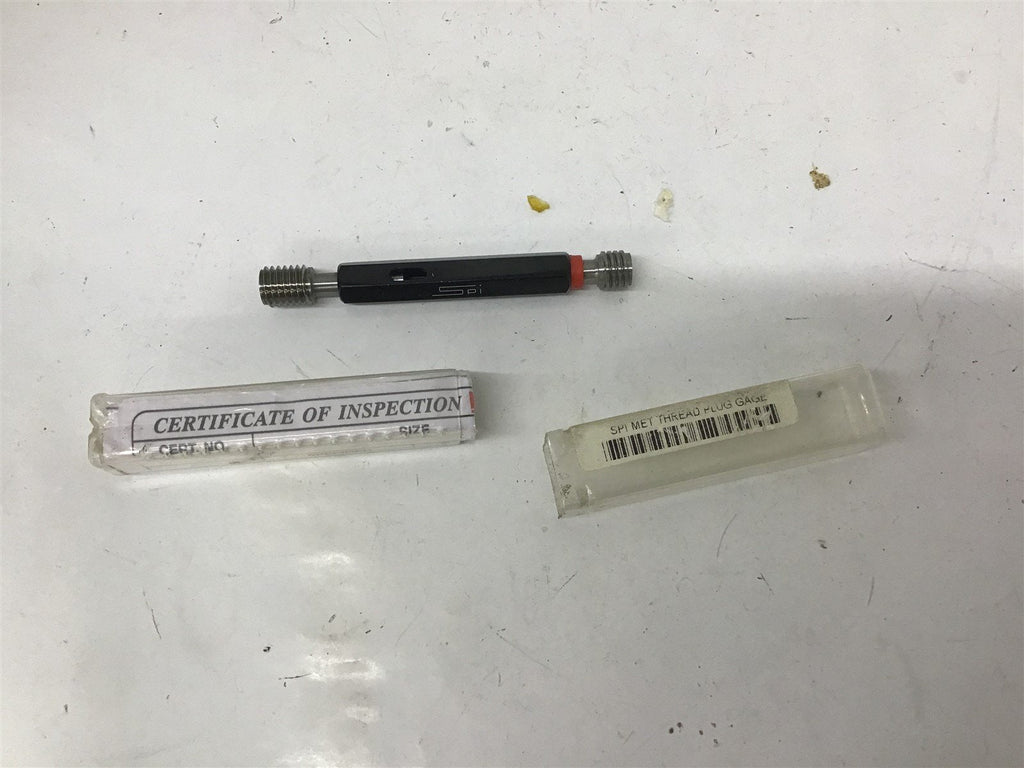 Spi
CERTIFICATE OF INSPECTION
CERT. NO. SIZE
SPI MET THREAD PLUG GAGE